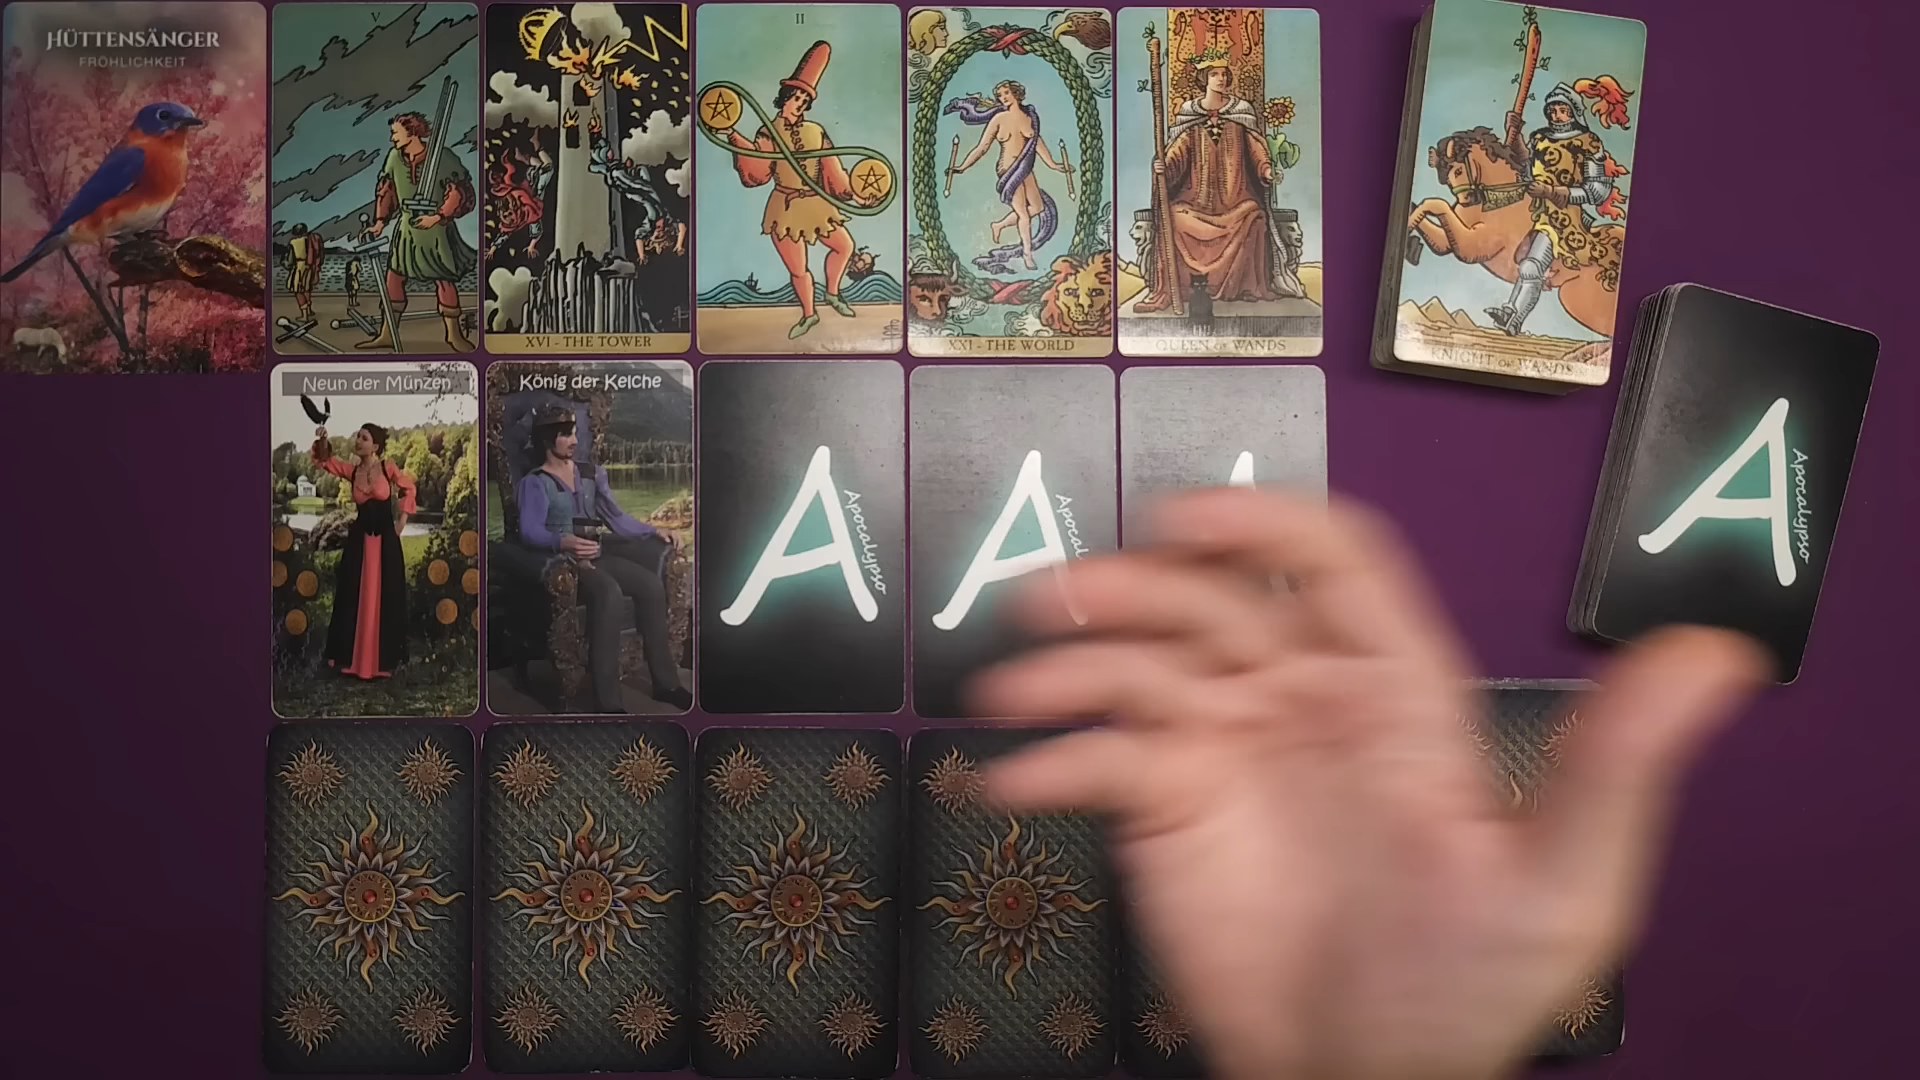 HÜTTENSÄNGER
FRÖHLICHKEIT
V
XVI - THE TOWER
II
XXI - THE WORLD
QUEEN OF WANDS
KNIGHT OF WANDS
Neun der Münzen
König der Kelche
A
Apocalypso
A
A
A
Apocalypso